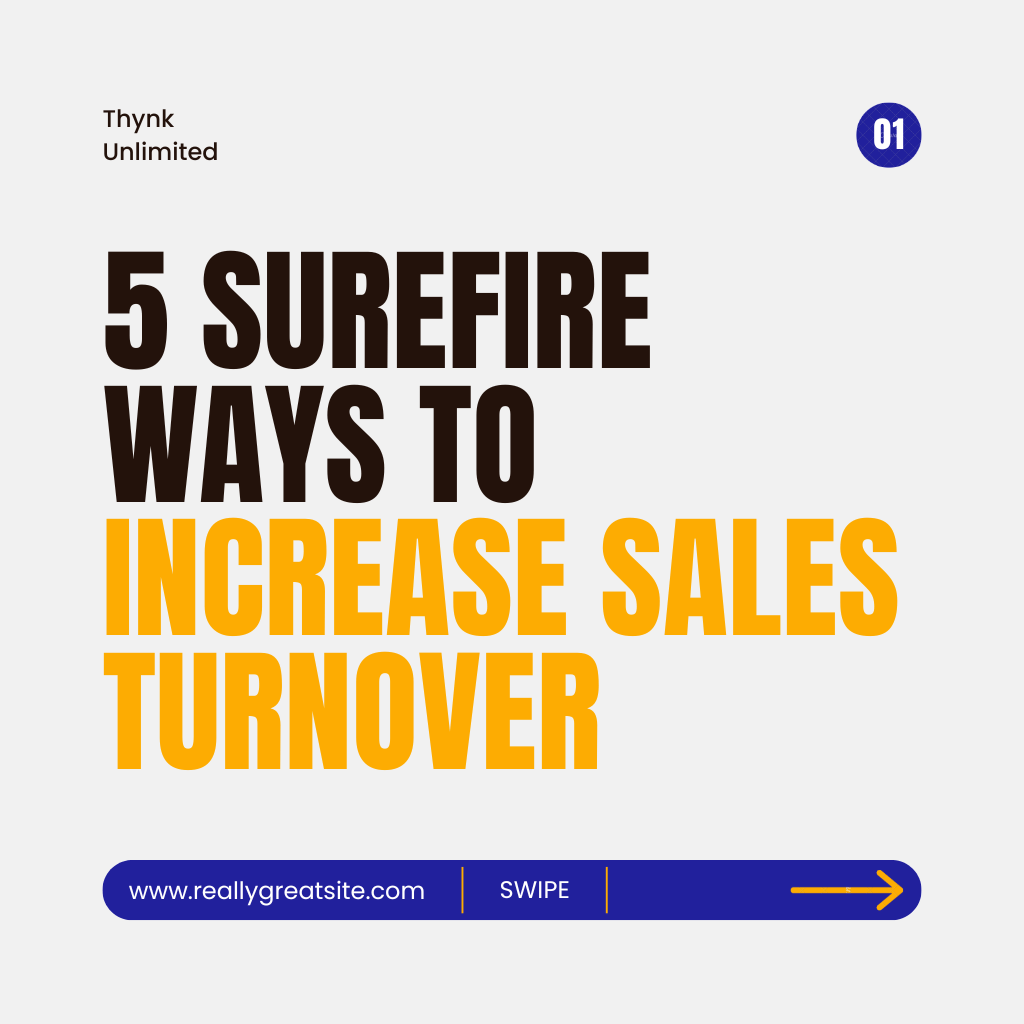 Thynk
Unlimited
01
5 SUREFIRE
WAYS TO
INCREASE SALES
TURNOVER
www.reallygreatsite.com
SWIPE